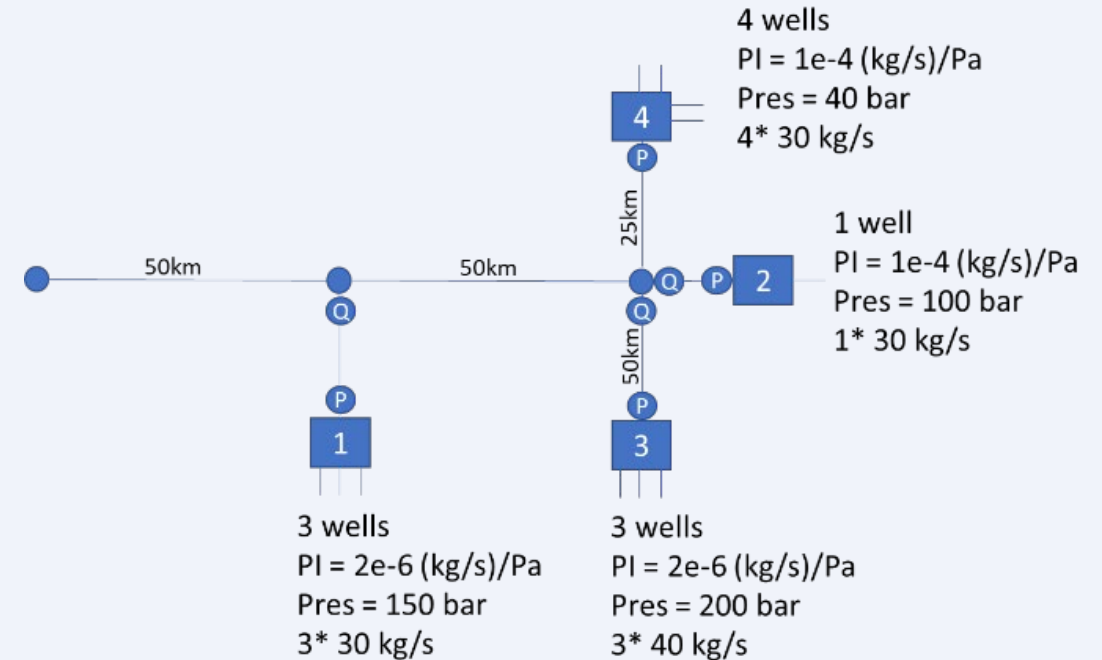 4 wells
PI = 1e-4 (kg/s)/Pa
Pres = 40 bar
4* 30 kg/s
4
P
25km
1 well
PI = 1e-4 (kg/s)/Pa
Pres = 100 bar
1* 30 kg/s
50km
50km
Q
P
2
Q
Q
50km
P
P
1
3
3 wells
PI = 2e-6 (kg/s)/Pa
Pres = 150 bar
3* 30 kg/s
3 wells
PI = 2e-6 (kg/s)/Pa
Pres = 200 bar
3* 40 kg/s